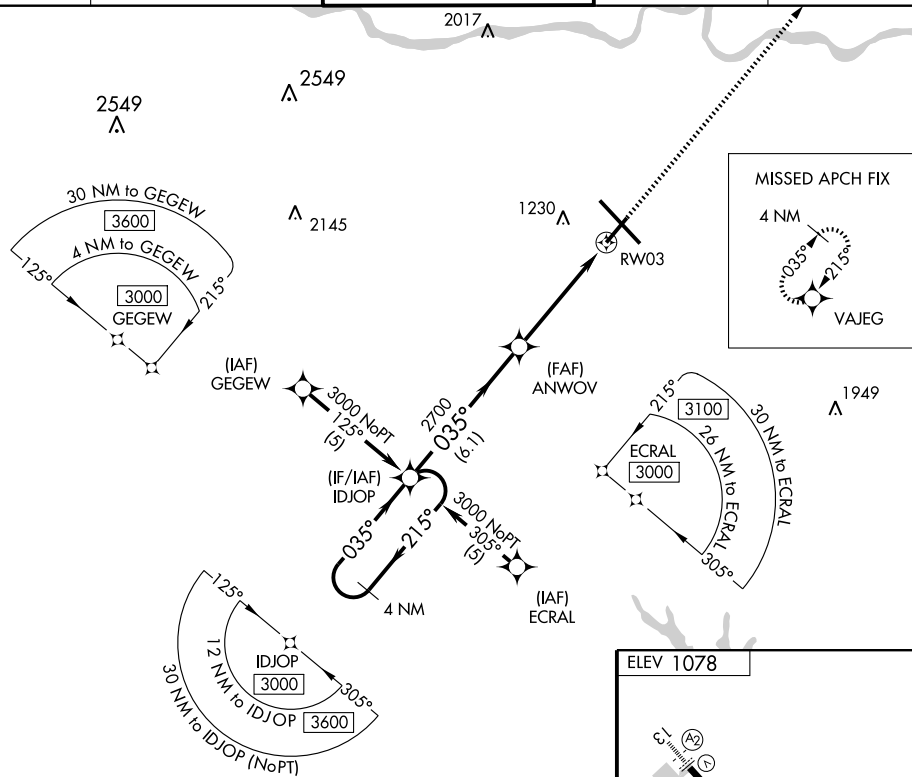 2017
2549
2549
30 NM to GEGEW
3600
4 NM to GEGEW
125°
215°
3000
GEGEW
2145
1230
RW03
MISSED APCH FIX
4 NM
035°
215°
VAJEG
(IAF)
GEGEW
3000 NoPT
125°
(5)
(FAF)
ANWOV
2700
035°
(6.1)
1949
215°
3100
30 NM to ECRAL
26 NM to ECRAL
ECRAL
3000
305°
(IF/IAF)
IDJOP
035°
215°
3000 NoPT
305°
(5)
4 NM
(IAF)
ECRAL
125°
IDJOP
3000
305°
12 NM to IDJOP
3600
30 NM to IDJOP (NoPT)
ELEV 1078
13
A2
V